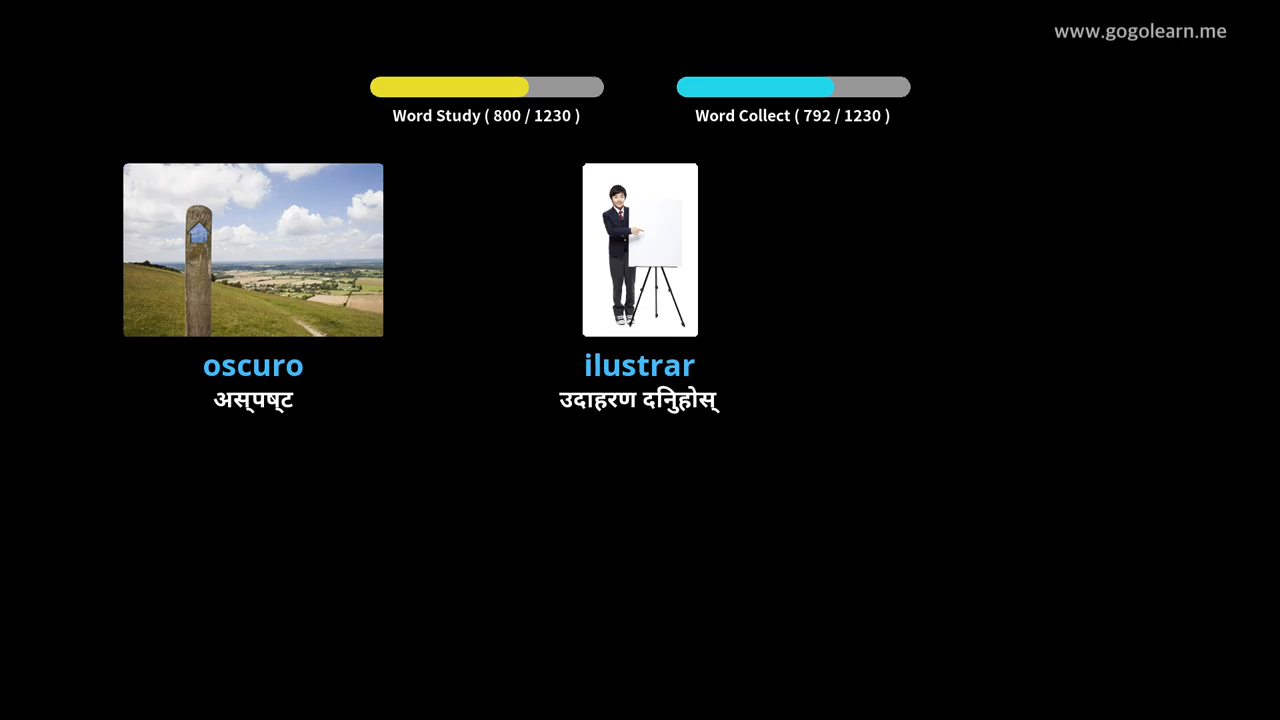 www.gogolearn.me
Word Study ( 800 / 1230 )
Word Collect ( 792 / 1230 )
oscuro
अस्पष्ट
ilustrar
उदाहरण दिनुहोस्